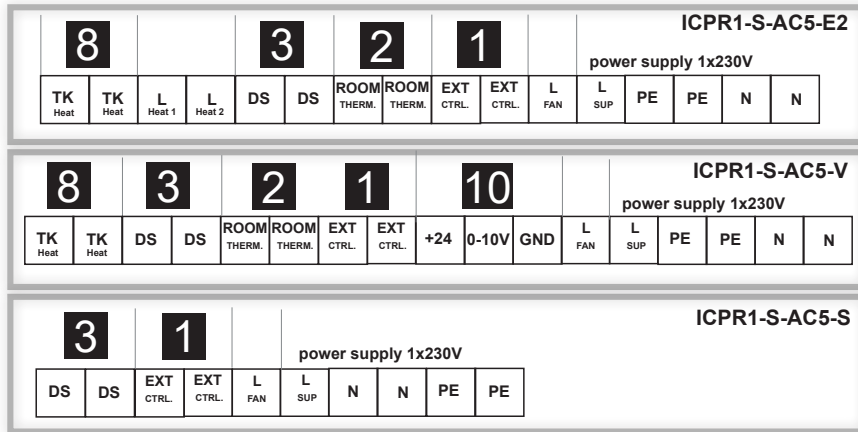 ICPR1-S-AC5-E2
8 3 2 1
power supply 1x230V
TK TK L L DS DS ROOM ROOM EXT EXT L L PE PE N N
Heat Heat Heat 1 Heat 2 THERM. THERM. CTRL. CTRL. FAN SUP
ICPR1-S-AC5-V
8 3 2 1 10
power supply 1x230V
TK TK DS DS ROOM ROOM EXT EXT +24 0-10V GND L L PE PE N N
Heat Heat THERM. THERM. CTRL. CTRL. FAN SUP
ICPR1-S-AC5-S
3 1
power supply 1x230V
DS DS EXT EXT L L N N PE PE
CTRL. CTRL. FAN SUP